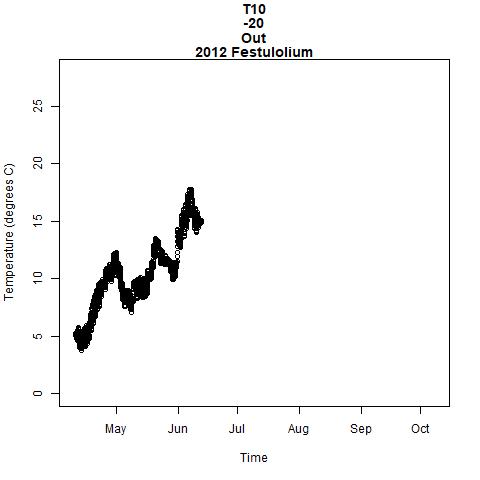 T10
-20
Out
2012 Festulolium
Temperature (degrees C)
25
20
15
10
5
0
May Jun Jul Aug Sep Oct
Time